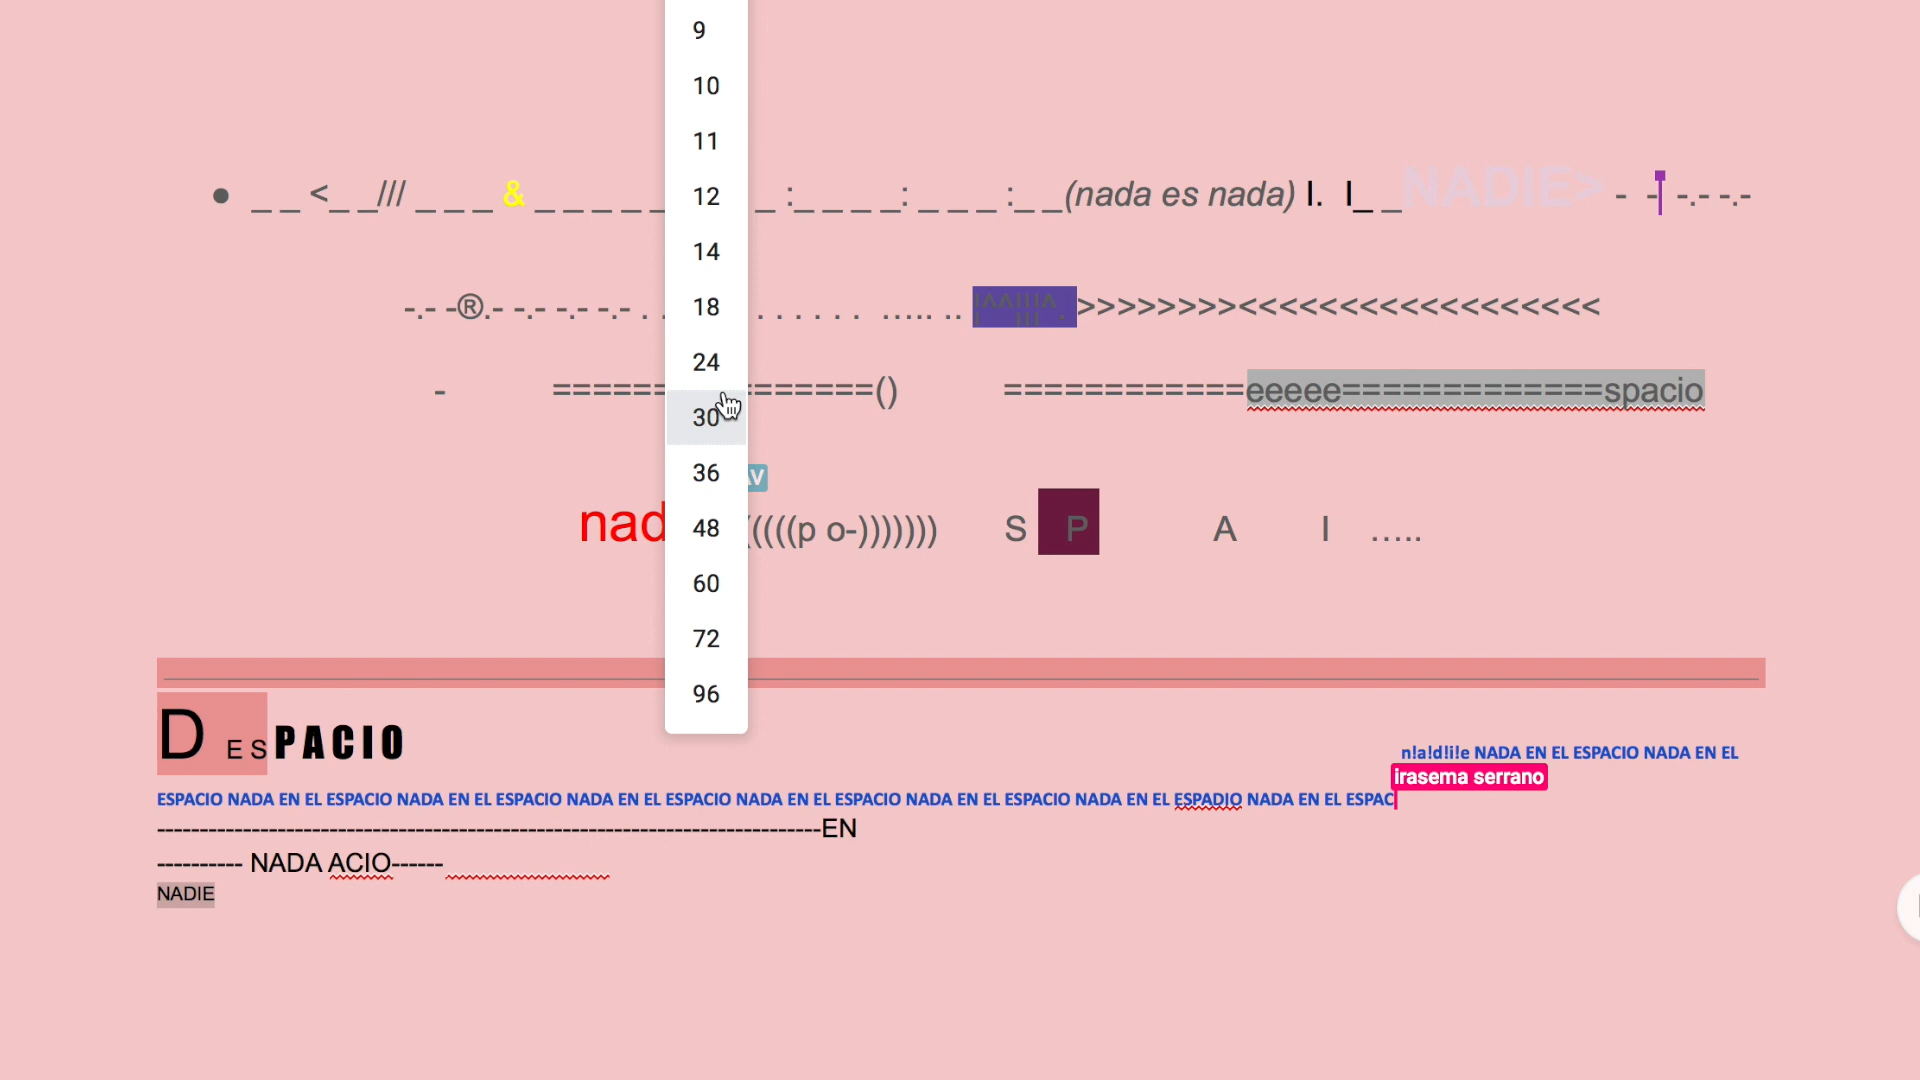 9
10
11
12
14
18
24
30
36
48
60
72
96
● _ _ <_ _/// _ _ _ & _ _ _ _ _ _ :_ _ _ _: _ _ _ :_ _(nada es nada) I. I_ _NADIE> - - -.- -.-
-.- -®.- -.- -.- -.- . . . . . . . . ..... .. >>>>>>>><<<<<<<<<<<<<<<<<<
- ====== ======() ============eeeee=============spacio
AV
nad ((((p o-))))))) S P A I .....
D ES PACIO
n!a!d!i!e NADA EN EL ESPACIO NADA EN EL
irasema serrano
ESPACIO NADA EN EL ESPACIO NADA EN EL ESPACIO NADA EN EL ESPACIO NADA EN EL ESPACIO NADA EN EL ESPACIO NADA EN EL ESPADIO NADA EN EL ESPAC
------------------------------------------------------------------------------EN
---------- NADA ACIO------
NADIE